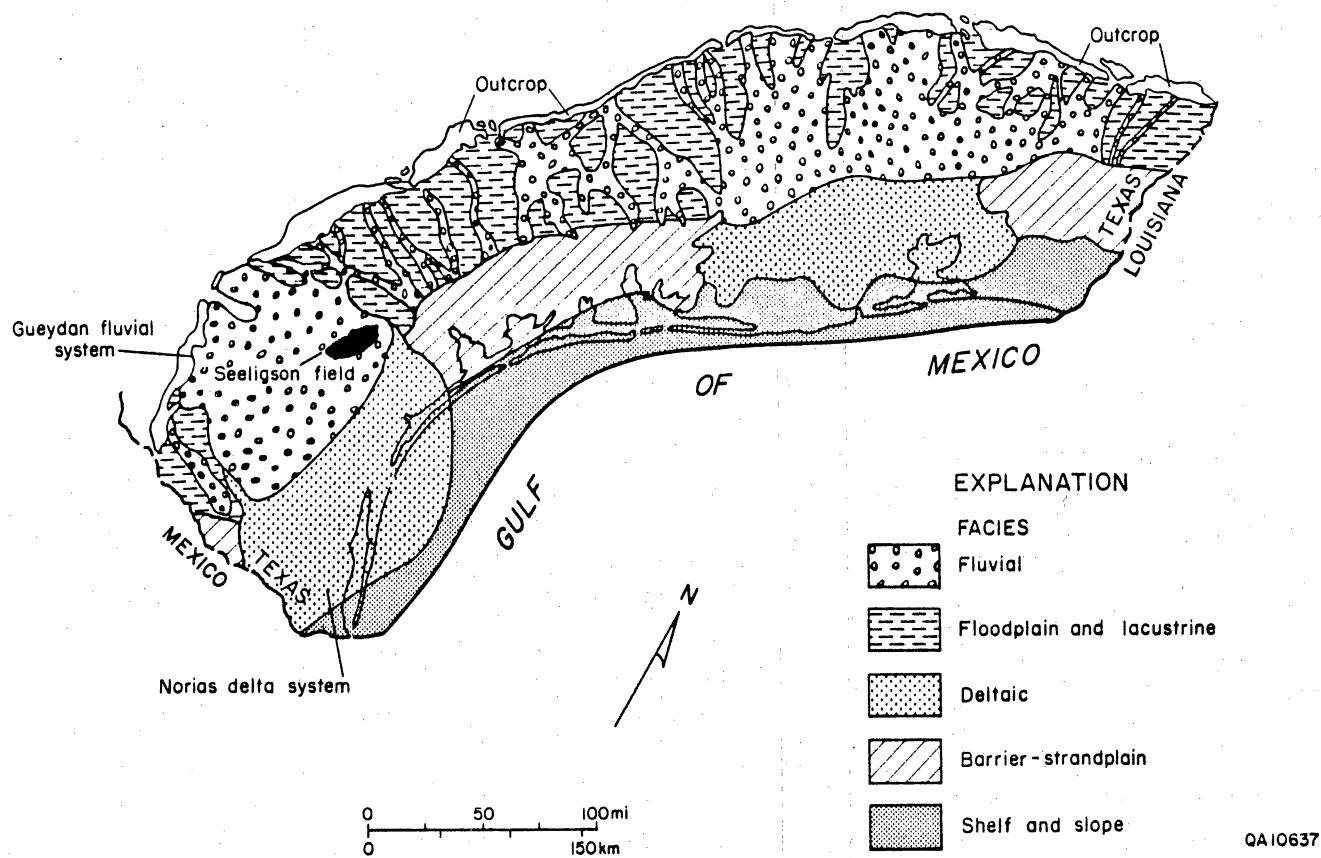 Outcrop
Outcrop
TEXAS
LOUISIANA
Gueydan fluvial
system
Seeligson field
OF
MEXICO
GULF
MEXICO
TEXAS
Norias delta system
N
EXPLANATION
FACIES
Fluvial
Floodplain and lacustrine
Deltaic
Barrier-strandplain
Shelf and slope
0 50 100mi
0 150km
QA10637